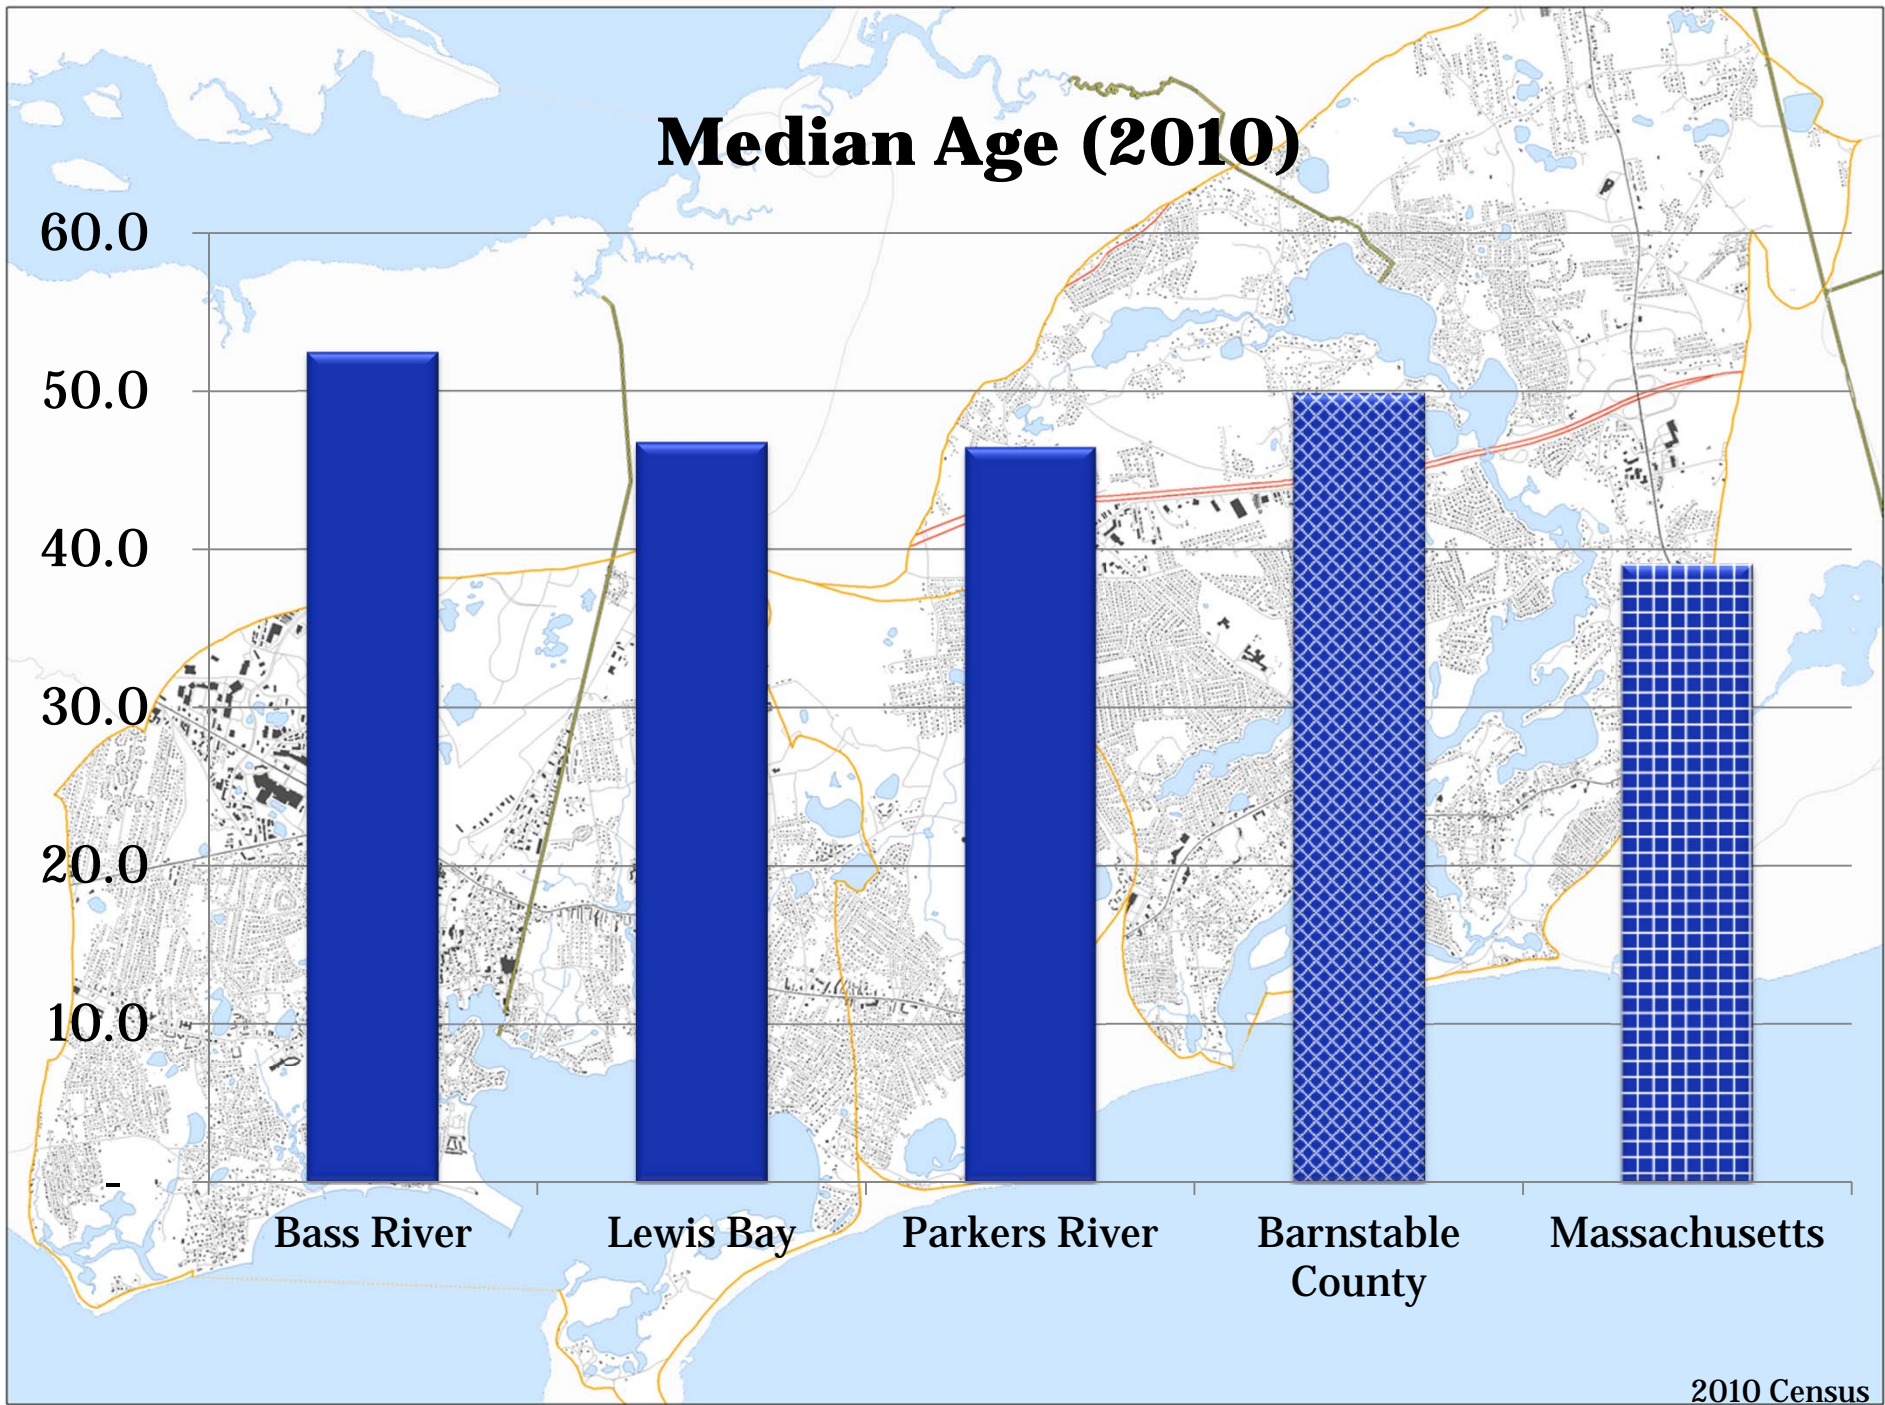 Median Age (2010)
60.0
50.0
40.0
30.0
20.0
10.0
-
Bass River
Lewis Bay
Parkers River
Barnstable
County
Massachusetts
2010 Census